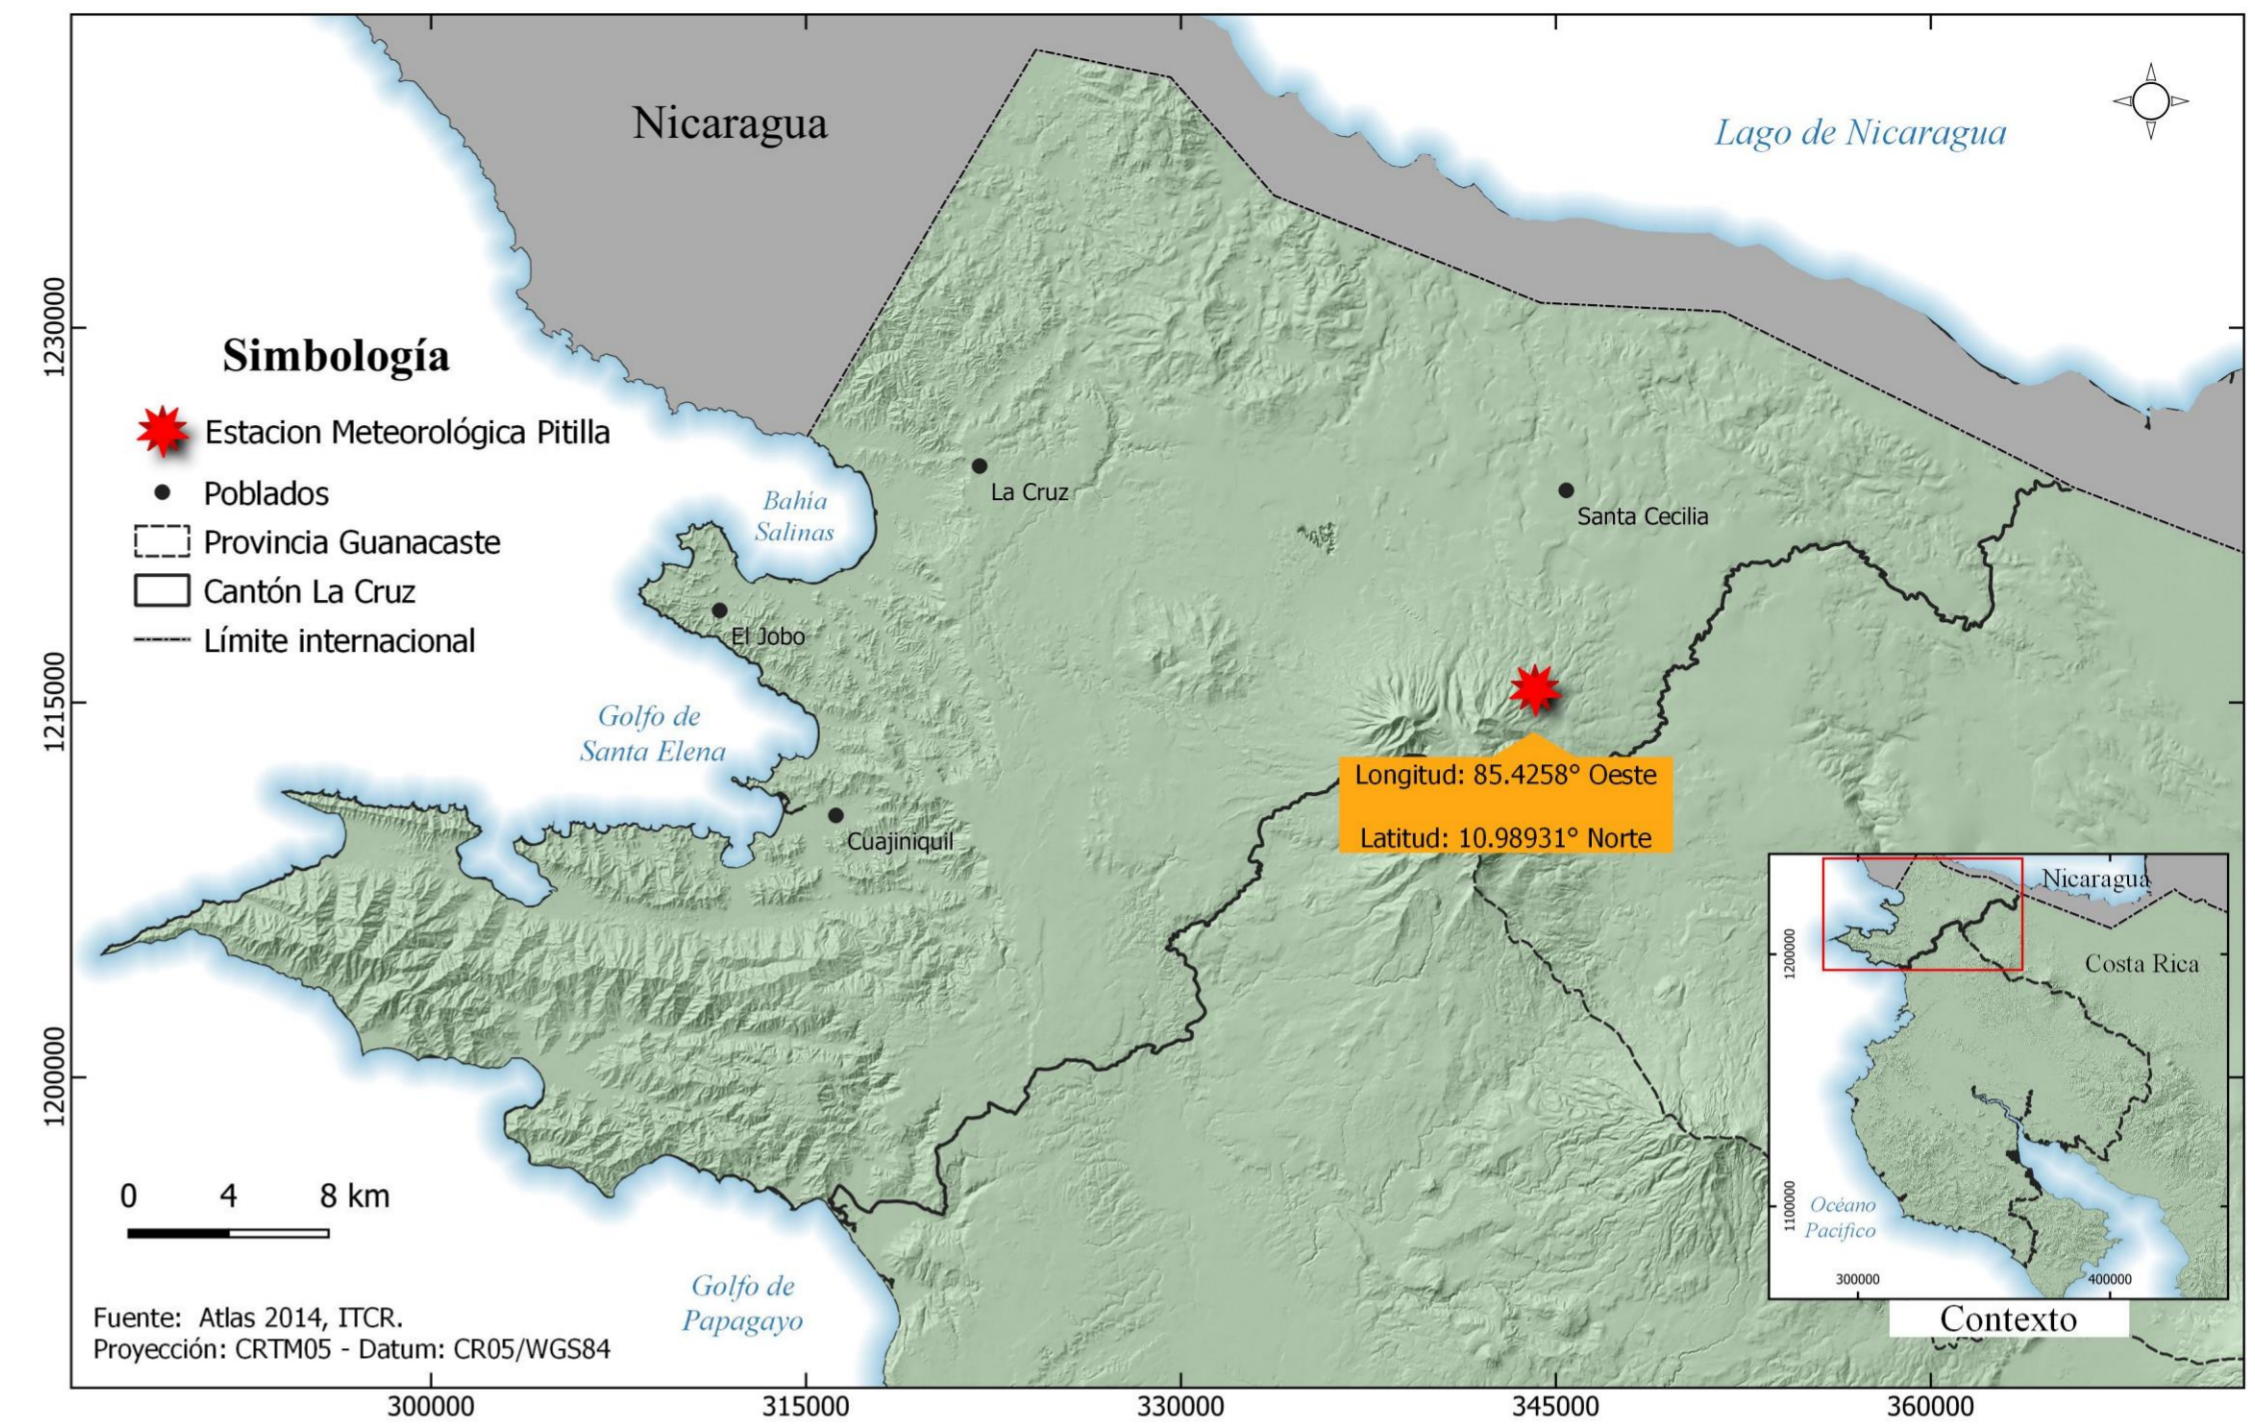 Nicaragua
Lago de Nicaragua
1230000
1215000
1200000
Simbología
Estacion Meteorológica Pitilla
Poblados
Provincia Guanacaste
Cantón La Cruz
Límite internacional
La Cruz
Santa Cecilia
Bahía
Salinas
El Jobo
Golfo de
Santa Elena
Cuajiniquil
Longitud: 85.4258° Oeste
Latitud: 10.98931° Norte
Nicaragua
Costa Rica
1200000
1100000
Océano
Pacífico
300000
400000
Contexto
0 4 8 km
Golfo de
Papagayo
Fuente: Atlas 2014, ITCR.
Proyección: CRTM05 - Datum: CR05/WGS84
300000
315000
330000
345000
360000